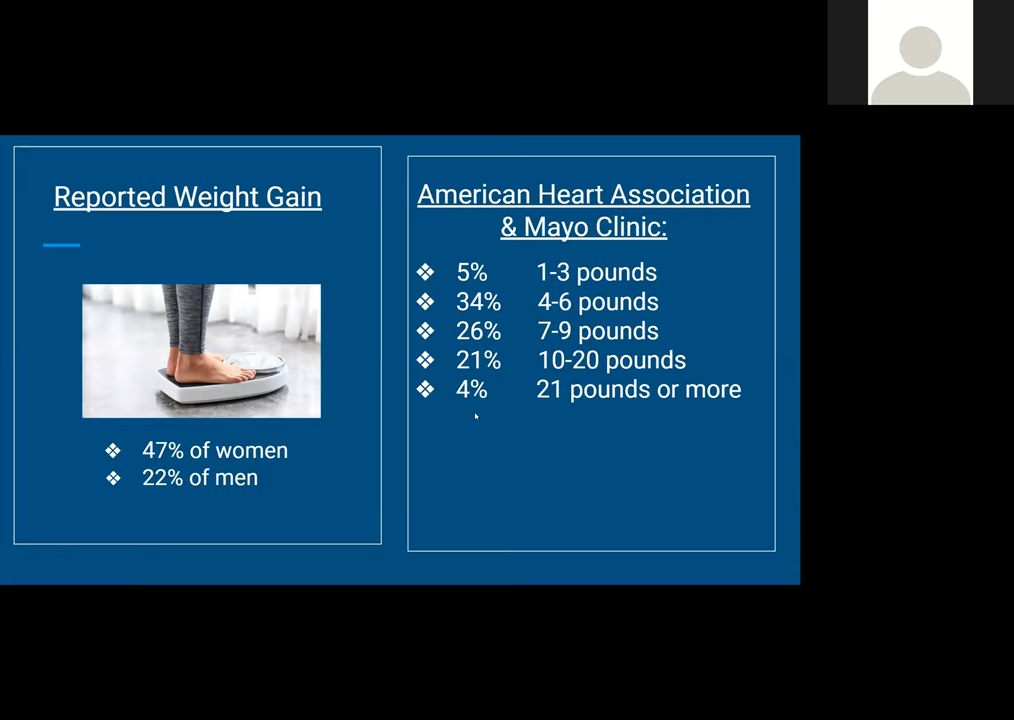 Reported Weight Gain
❖ 47% of women
❖ 22% of men
American Heart Association
& Mayo Clinic:
❖ 5% 1-3 pounds
❖ 34% 4-6 pounds
❖ 26% 7-9 pounds
❖ 21% 10-20 pounds
❖ 4% 21 pounds or more